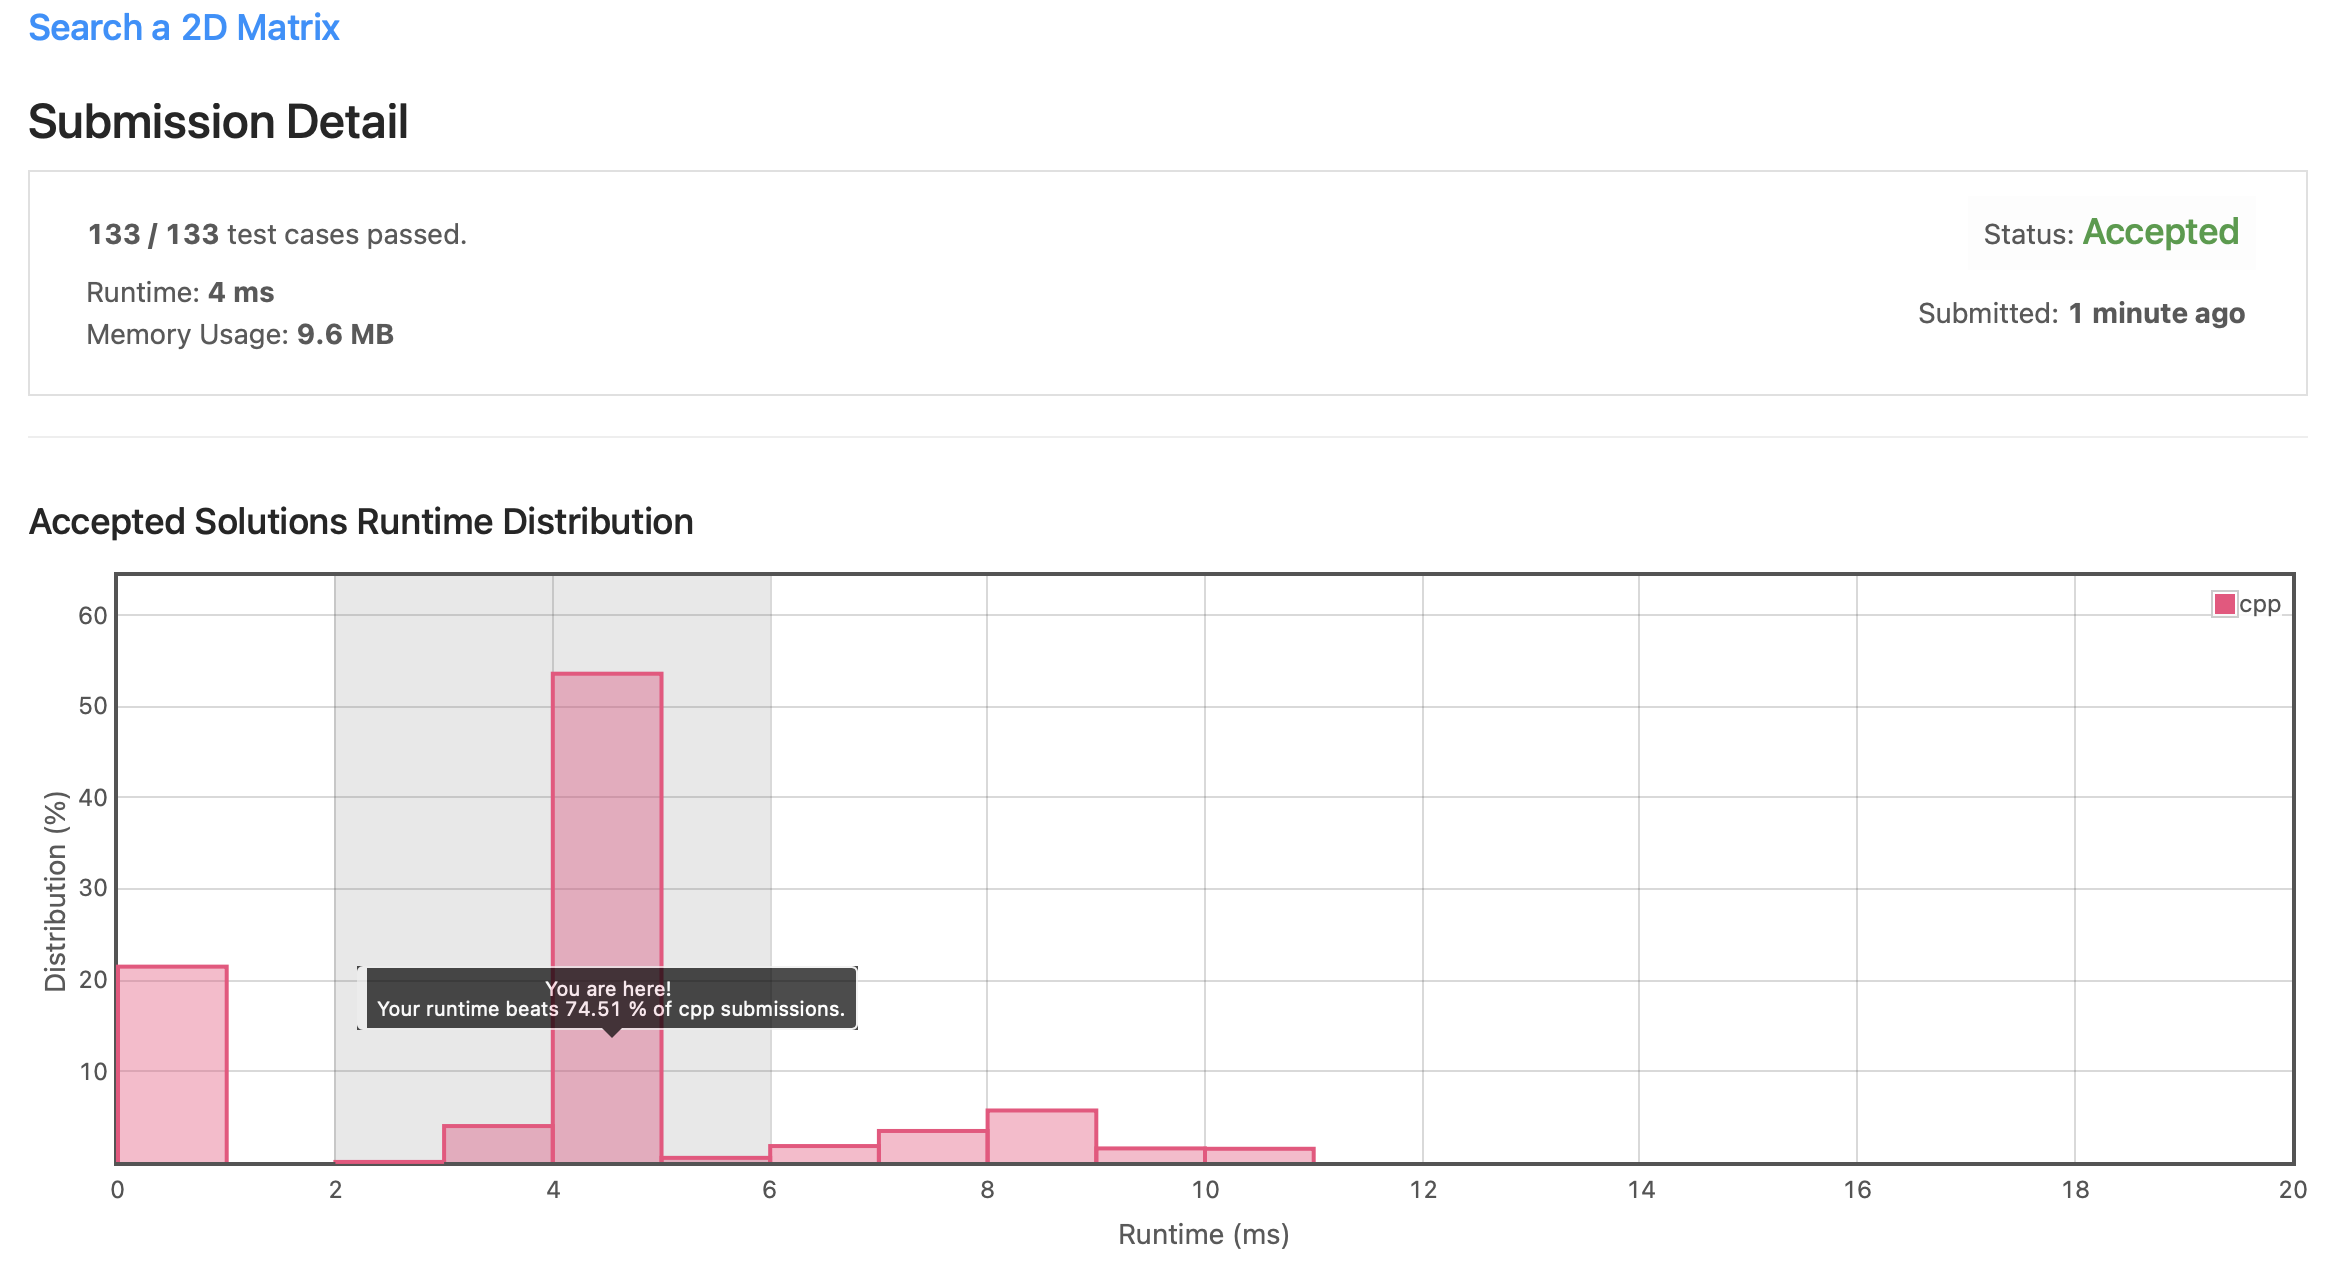 Search a 2D Matrix
Submission Detail
133 / 133 test cases passed.
Status: Accepted
Runtime: 4 ms
Submitted: 1 minute ago
Memory Usage: 9.6 MB
Accepted Solutions Runtime Distribution
cpp
60
50
40
30
20
10
Distribution (%)
You are here!
Your runtime beats 74.51 % of cpp submissions.
0 2 4 6 8 10 12 14 16 18 20
Runtime (ms)